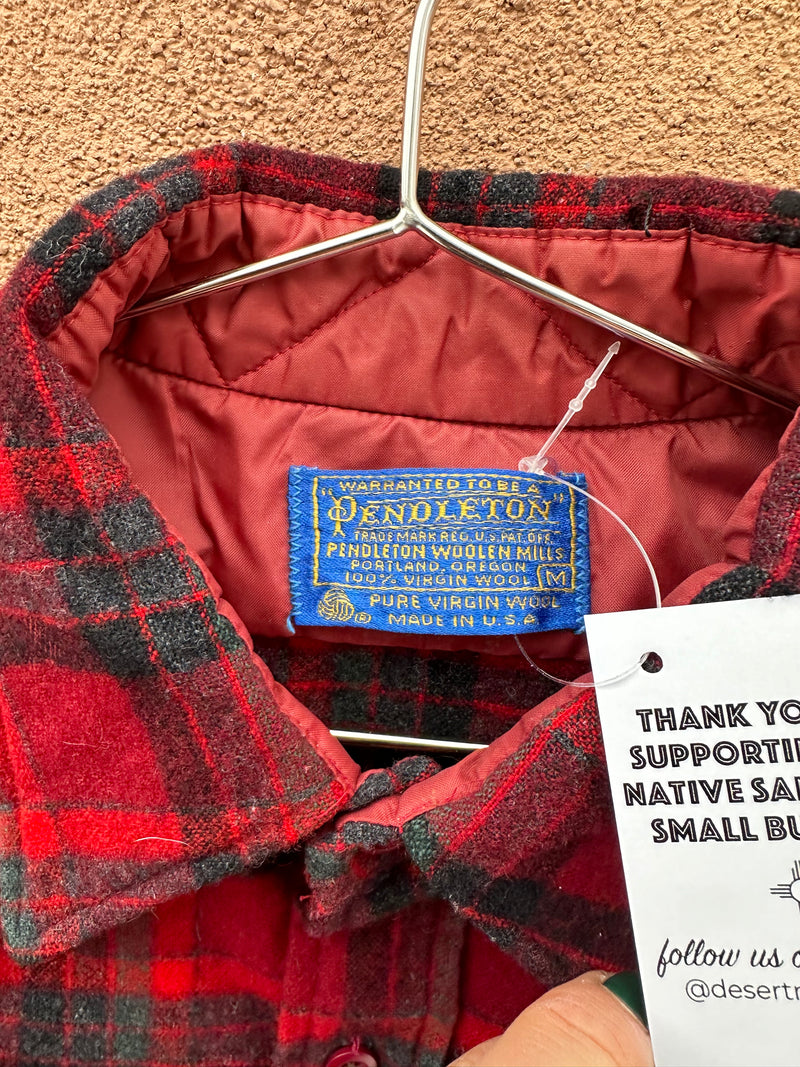 "WARRANTED TO BE A
PENDLETON"
TRADE MARK REG. U.S. PAT. OFF.
PENDLETON WOOLEN MILLS
PORTLAND, OREGON
100% VIRGIN WOOL M
PURE VIRGIN WOOL
MADE IN U.S.A
THANK YO
SUPPORTI
NATIVE SA
SMALL BU
follow us
@desert